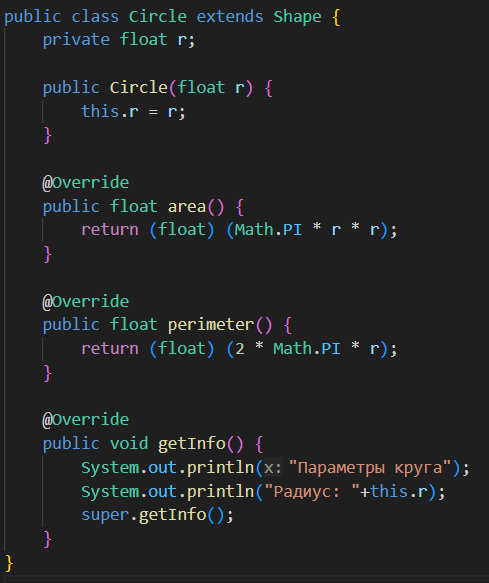 public class Circle extends Shape {
    private float r;

    public Circle(float r) {
        this.r = r;
    }

    @Override
    public float area() {
        return (float) (Math.PI * r * r);
    }

    @Override
    public float perimeter() {
        return (float) (2 * Math.PI * r);
    }

    @Override
    public void getInfo() {
        System.out.println(x: "Параметры круга");
        System.out.println("Радиус: "+this.r);
        super.getInfo();
    }
}